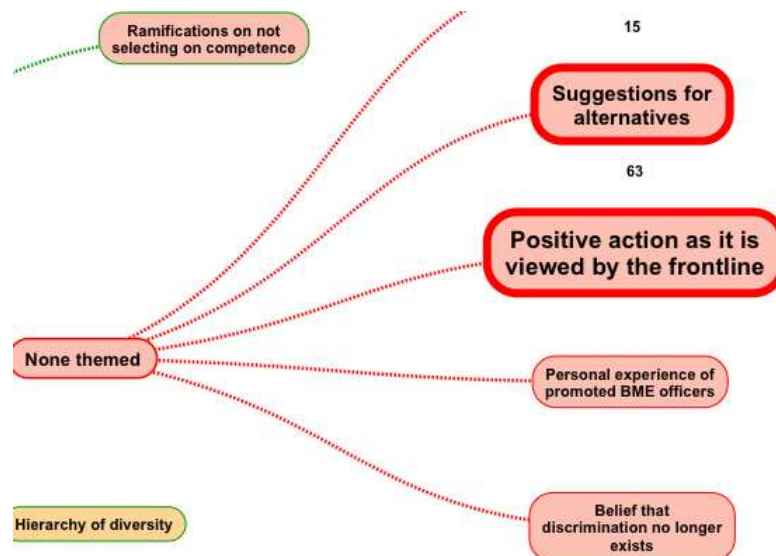 Ramifications on not
selecting on competence
15
Suggestions for
alternatives
63
Positive action as it is
viewed by the frontline
None themed
Personal experience of
promoted BME officers
Belief that
discrimination no longer
exists
Hierarchy of diversity